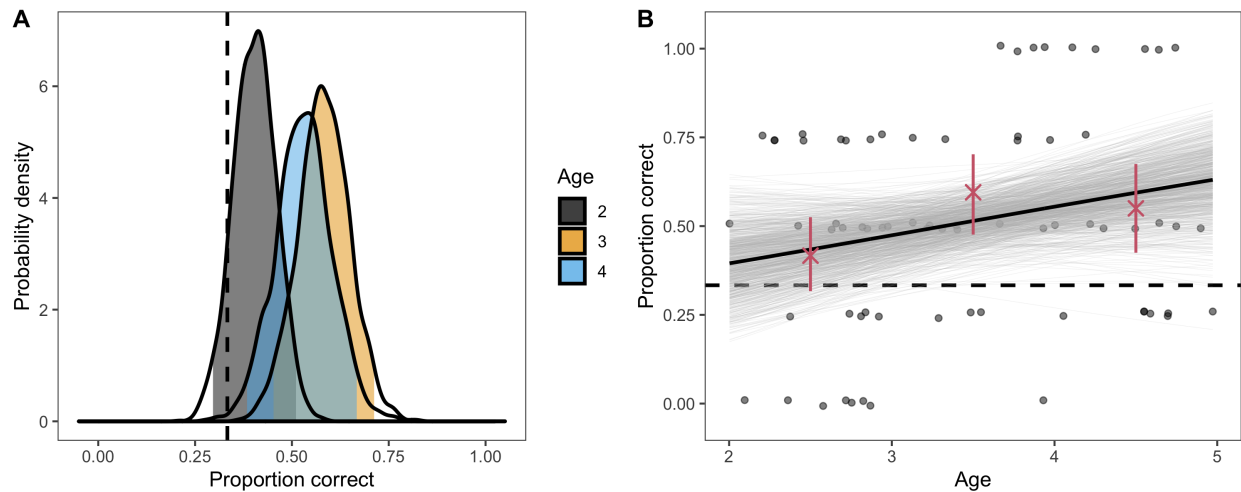 A
Probability density
6
4
2
0
0.00 0.25 0.50 0.75 1.00
Proportion correct
Age
2
3
4
B
Proportion correct
1.00
0.75
0.50
0.25
0.00
2 3 4 5
Age